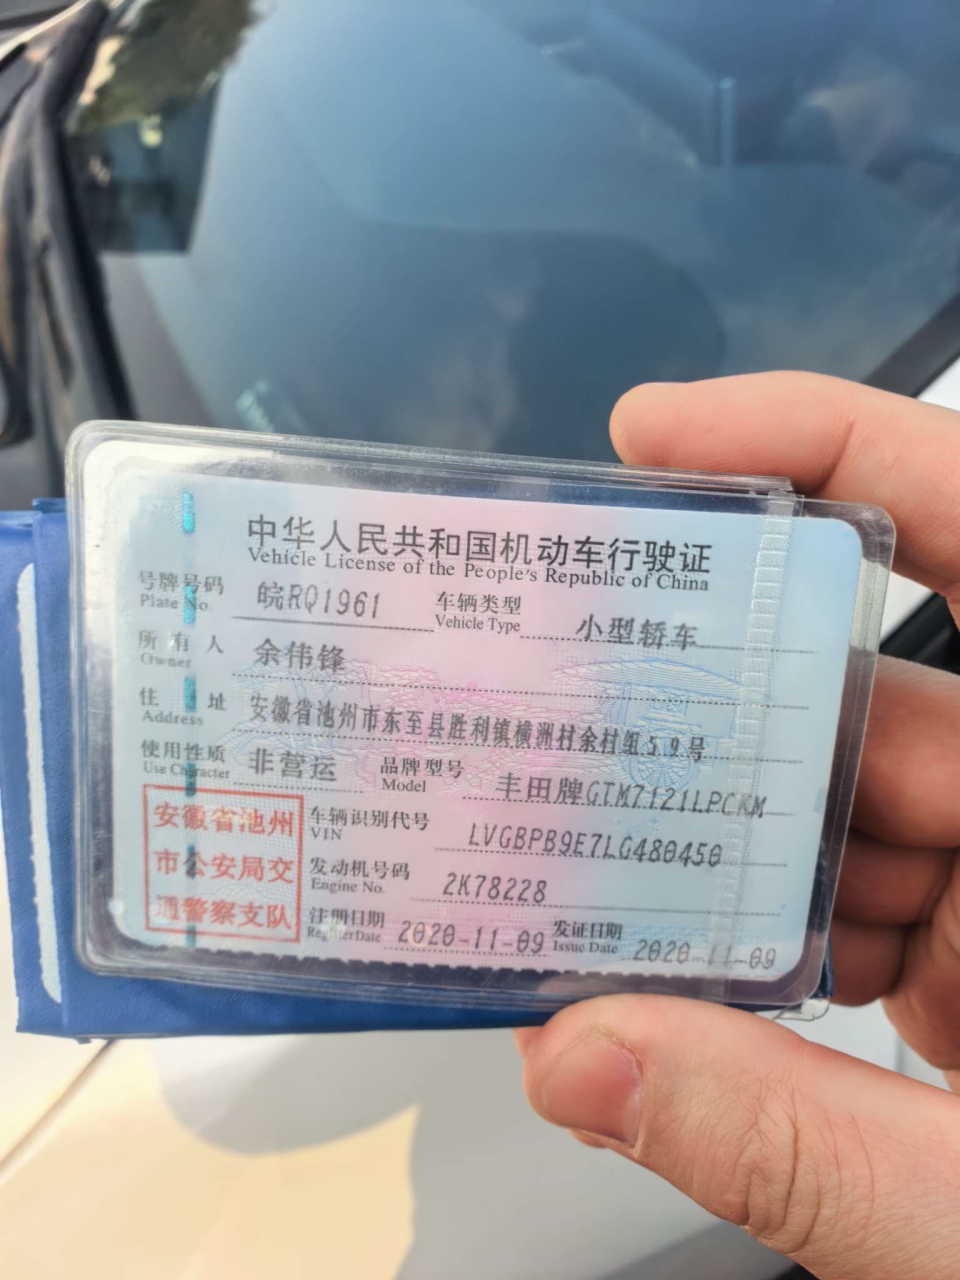 中华人民共和国机动车行驶证
Vehicle License of the People's Republic of China
号牌号码 皖RQ1961 车辆类型 小型轿车
Plate No. Vehicle Type
所有人 余伟锋
Owner
住址 安徽省池州市东至县胜利镇横洲村余村组59号
Address
使用性质 非营运 品牌型号 丰田牌GTM7121LPCKM
Use Character Model
安徽省池州
市公安局交
通警察支队
车辆识别代号 LVGBPB9E7LG480450
VIN
发动机号码 2K78228
Engine No.
注册日期 2020-11-09 发证日期 2020-11-09
Register Date Issue Date